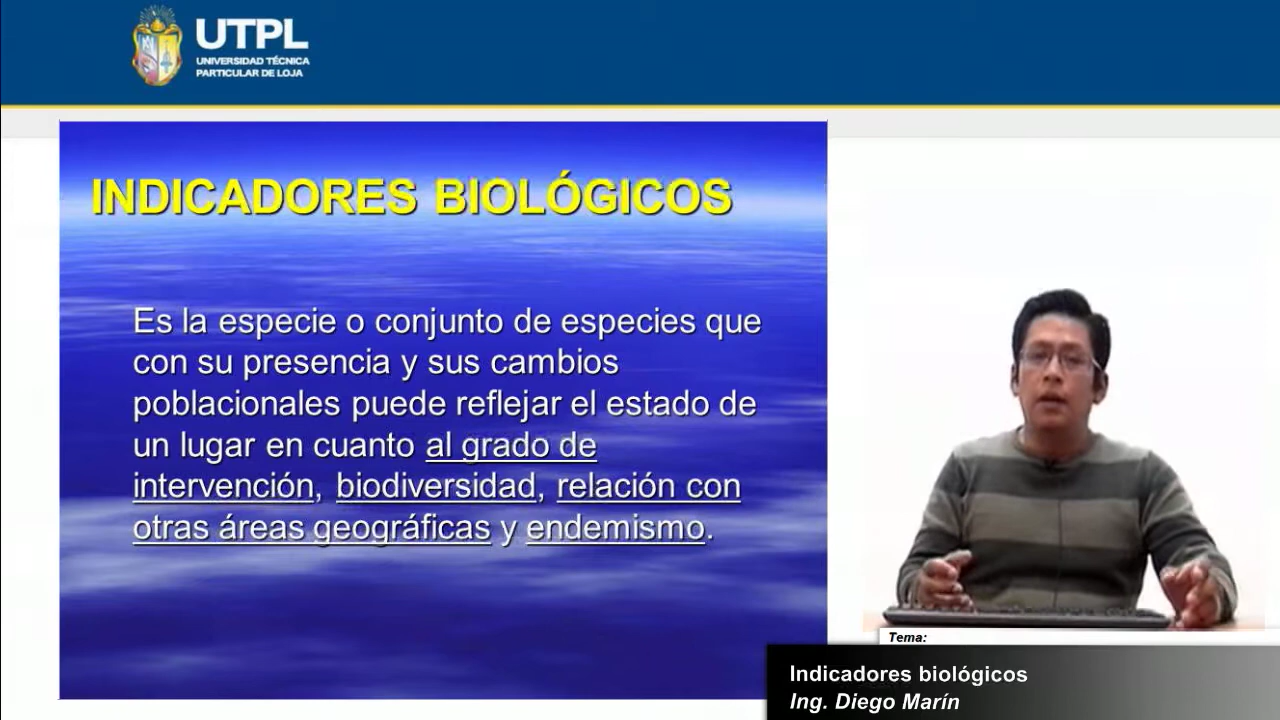 UTPL
UNIVERSIDAD TÉCNICA
PARTICULAR DE LOJA
INDICADORES BIOLÓGICOS
Es la especie o conjunto de especies que
con su presencia y sus cambios
poblacionales puede reflejar el estado de
un lugar en cuanto al grado de
intervención, biodiversidad, relación con
otras áreas geográficas y endemismo.
Tema:
Indicadores biológicos
Ing. Diego Marín